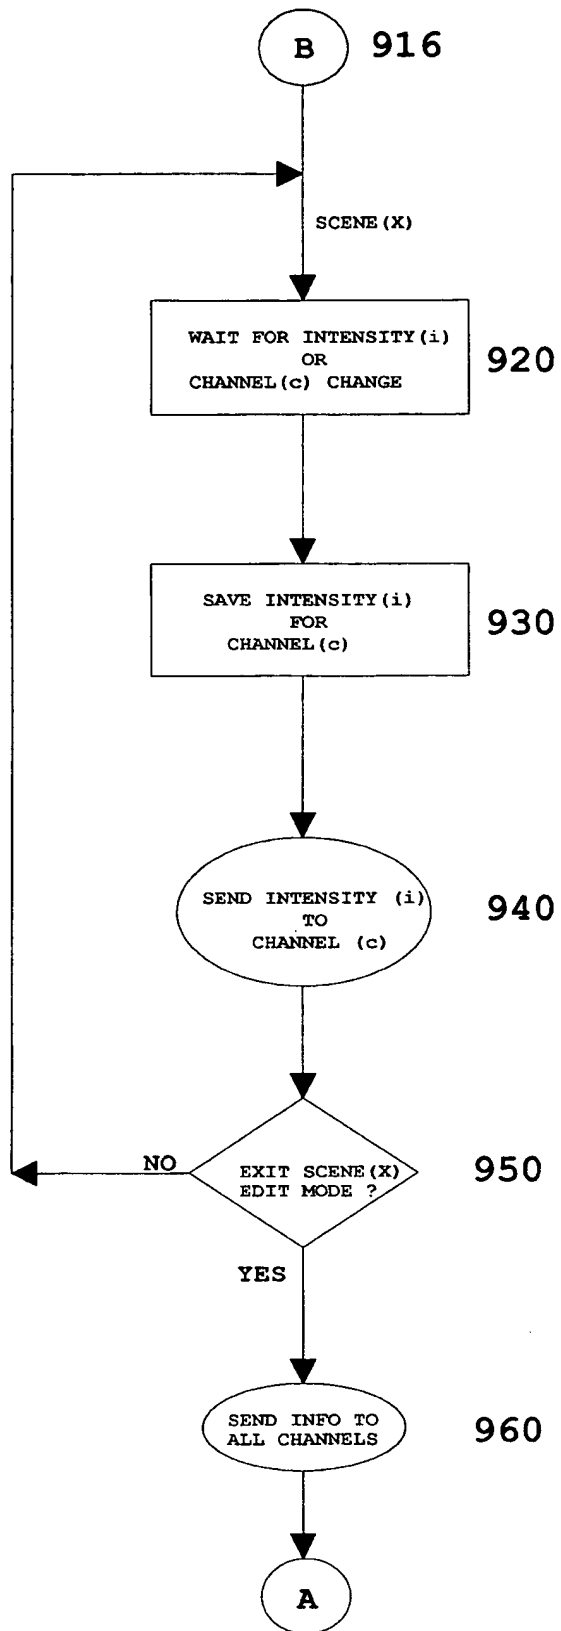 B 916
SCENE(X)
WAIT FOR INTENSITY(i)
OR
CHANNEL(c) CHANGE
920
SAVE INTENSITY(i)
FOR
CHANNEL(c)
930
SEND INTENSITY (i)
TO
CHANNEL (c)
940
NO
EXIT SCENE(X)
EDIT MODE ?
950
YES
SEND INFO TO
ALL CHANNELS
960
A